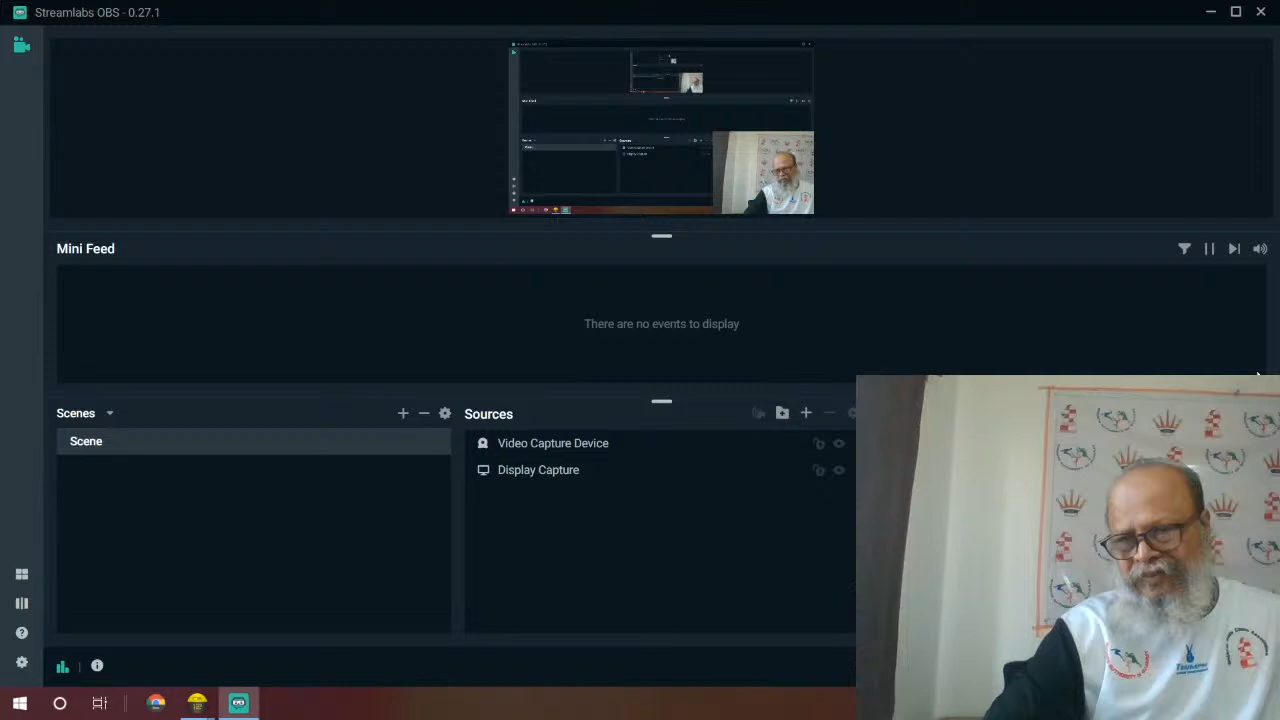 Streamlabs OBS - 0.27.1
Mini Feed
There are no events to display
Scenes
Sources
Scene
Video Capture Device
Display Capture